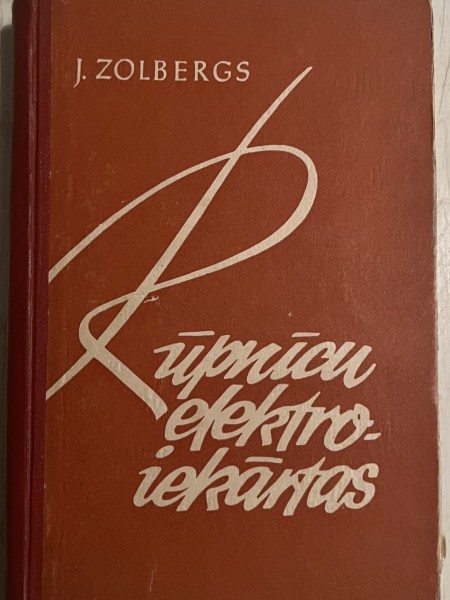 J. ZOLBERGS
Rūpnīcu
elektro-
iekārtas